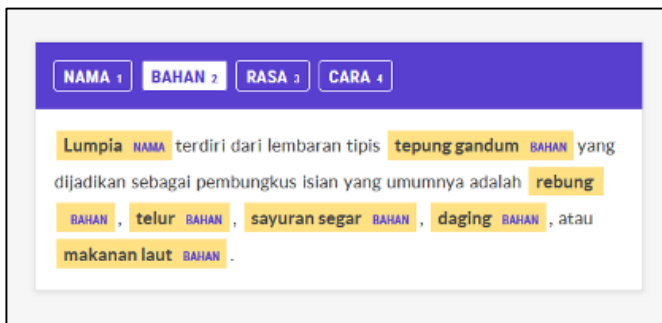 NAMA 1 BAHAN 2 RASA 3 CARA 4
Lumpia NAMA terdiri dari lembaran tipis tepung gandum BAHAN yang
dijadikan sebagai pembungkus isian yang umumnya adalah rebung
BAHAN , telur BAHAN , sayuran segar BAHAN , daging BAHAN , atau
makanan laut BAHAN .